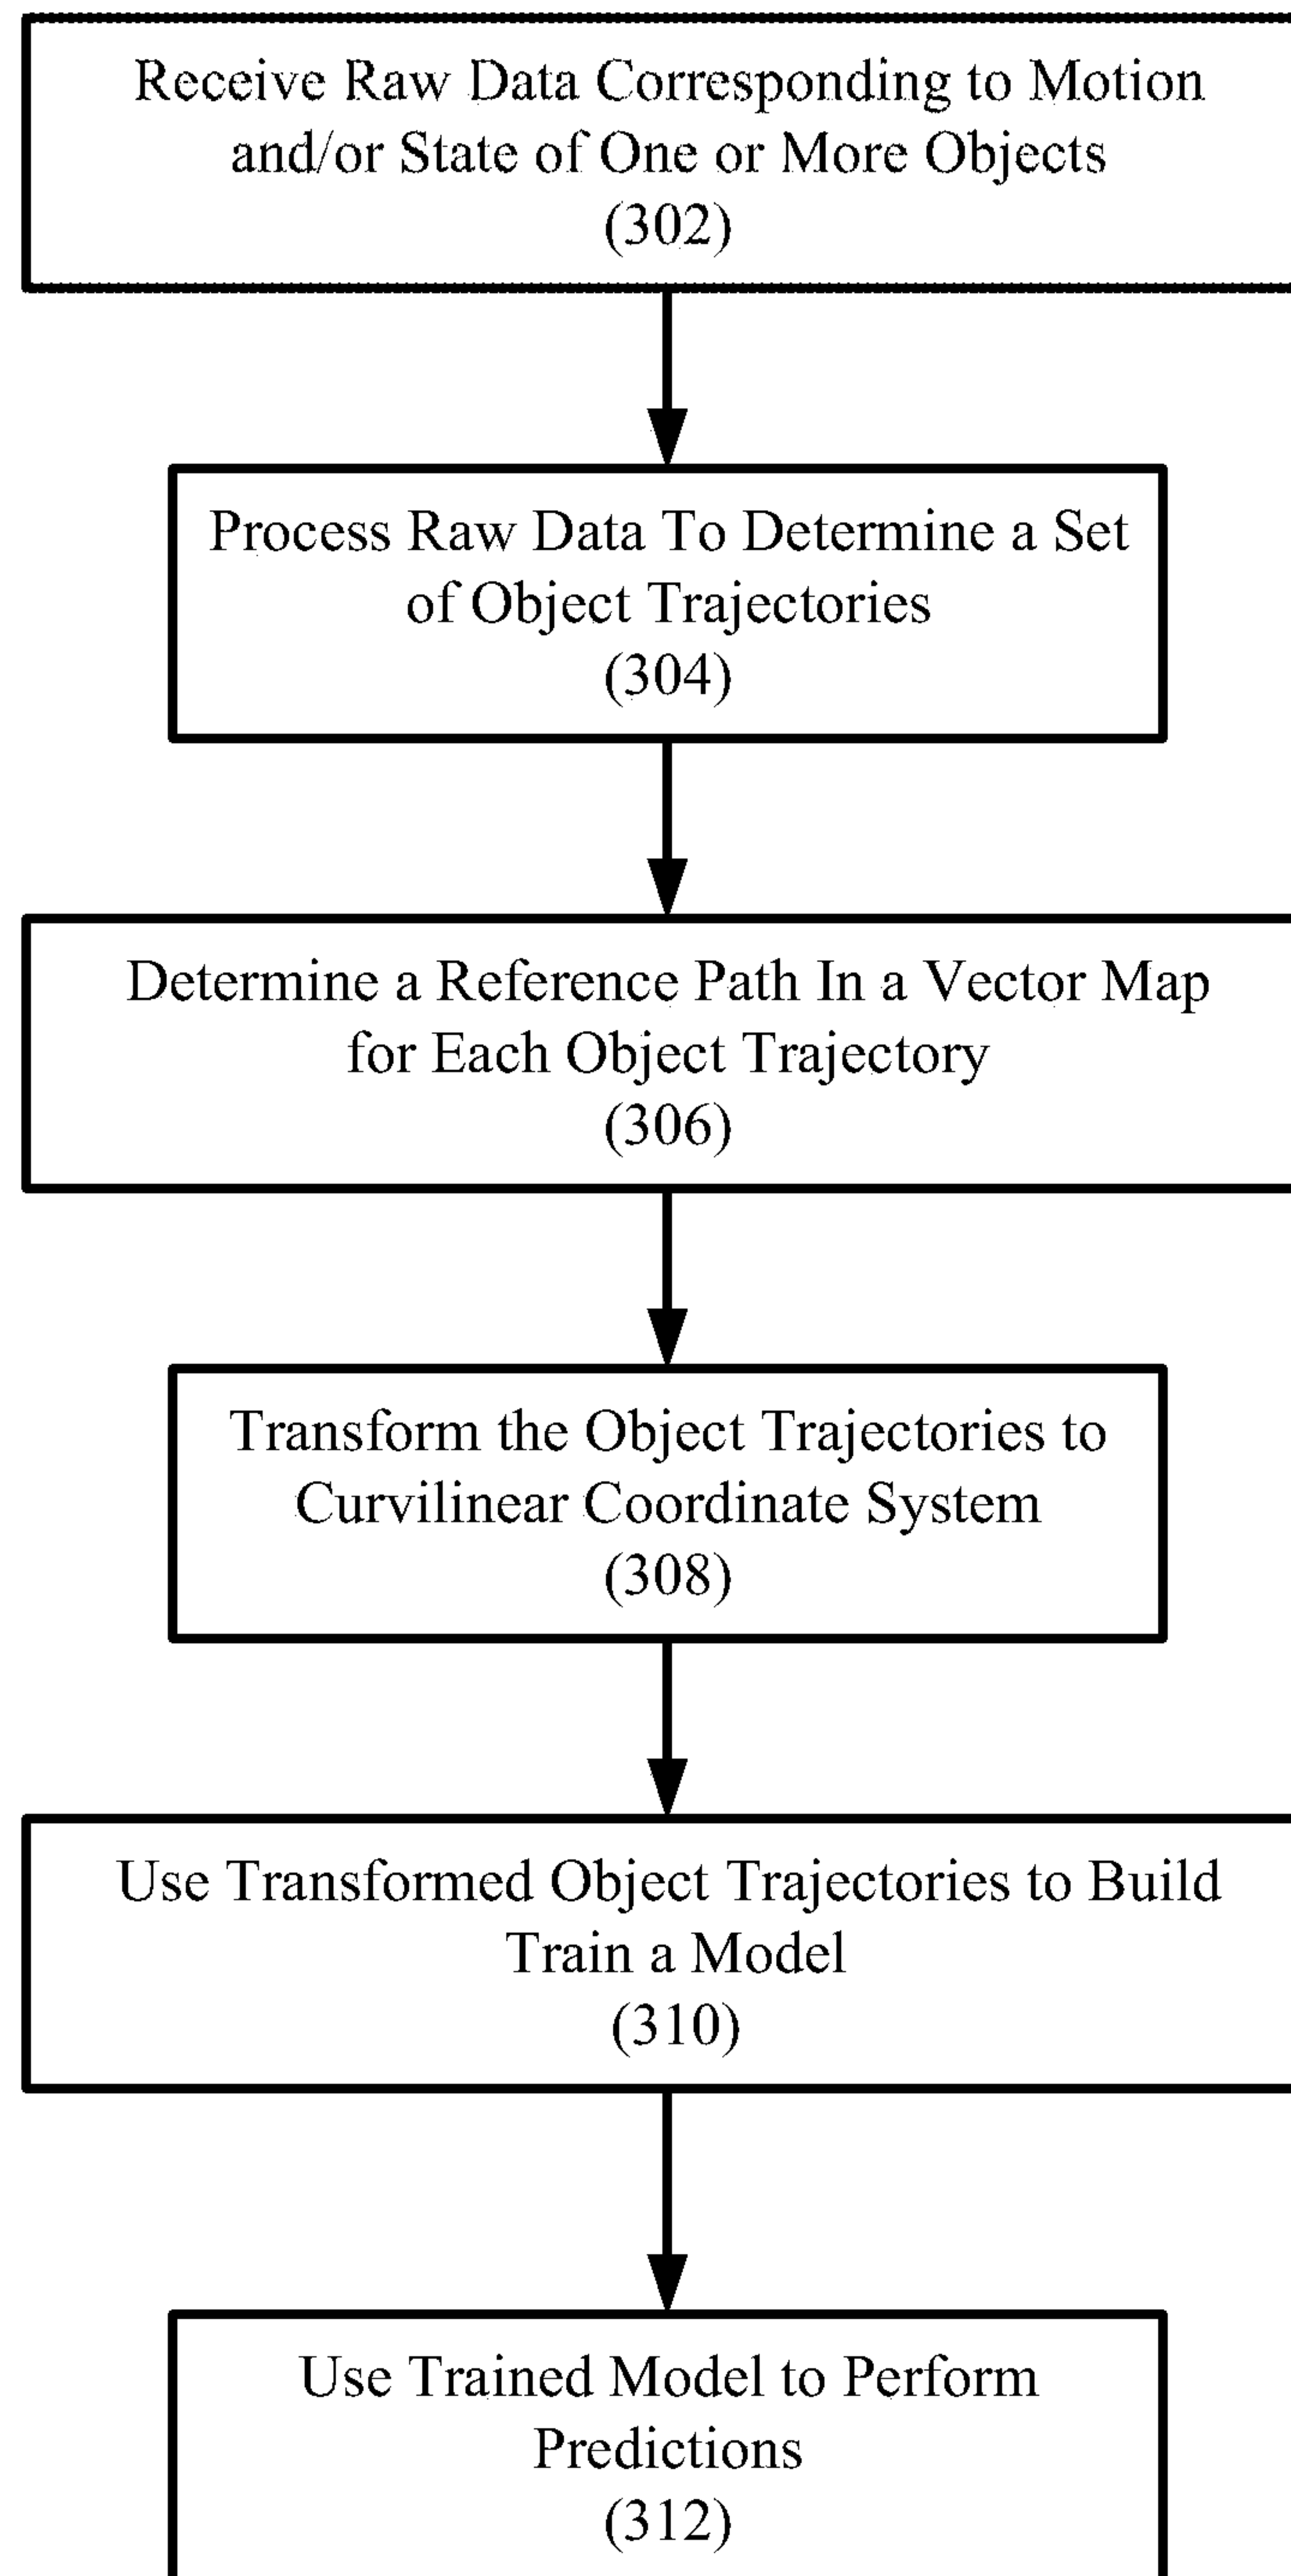 Receive Raw Data Corresponding to Motion
and/or State of One or More Objects
(302)
Process Raw Data To Determine a Set
of Object Trajectories
(304)
Determine a Reference Path In a Vector Map
for Each Object Trajectory
(306)
Transform the Object Trajectories to
Curvilinear Coordinate System
(308)
Use Transformed Object Trajectories to Build
Train a Model
(310)
Use Trained Model to Perform
Predictions
(312)